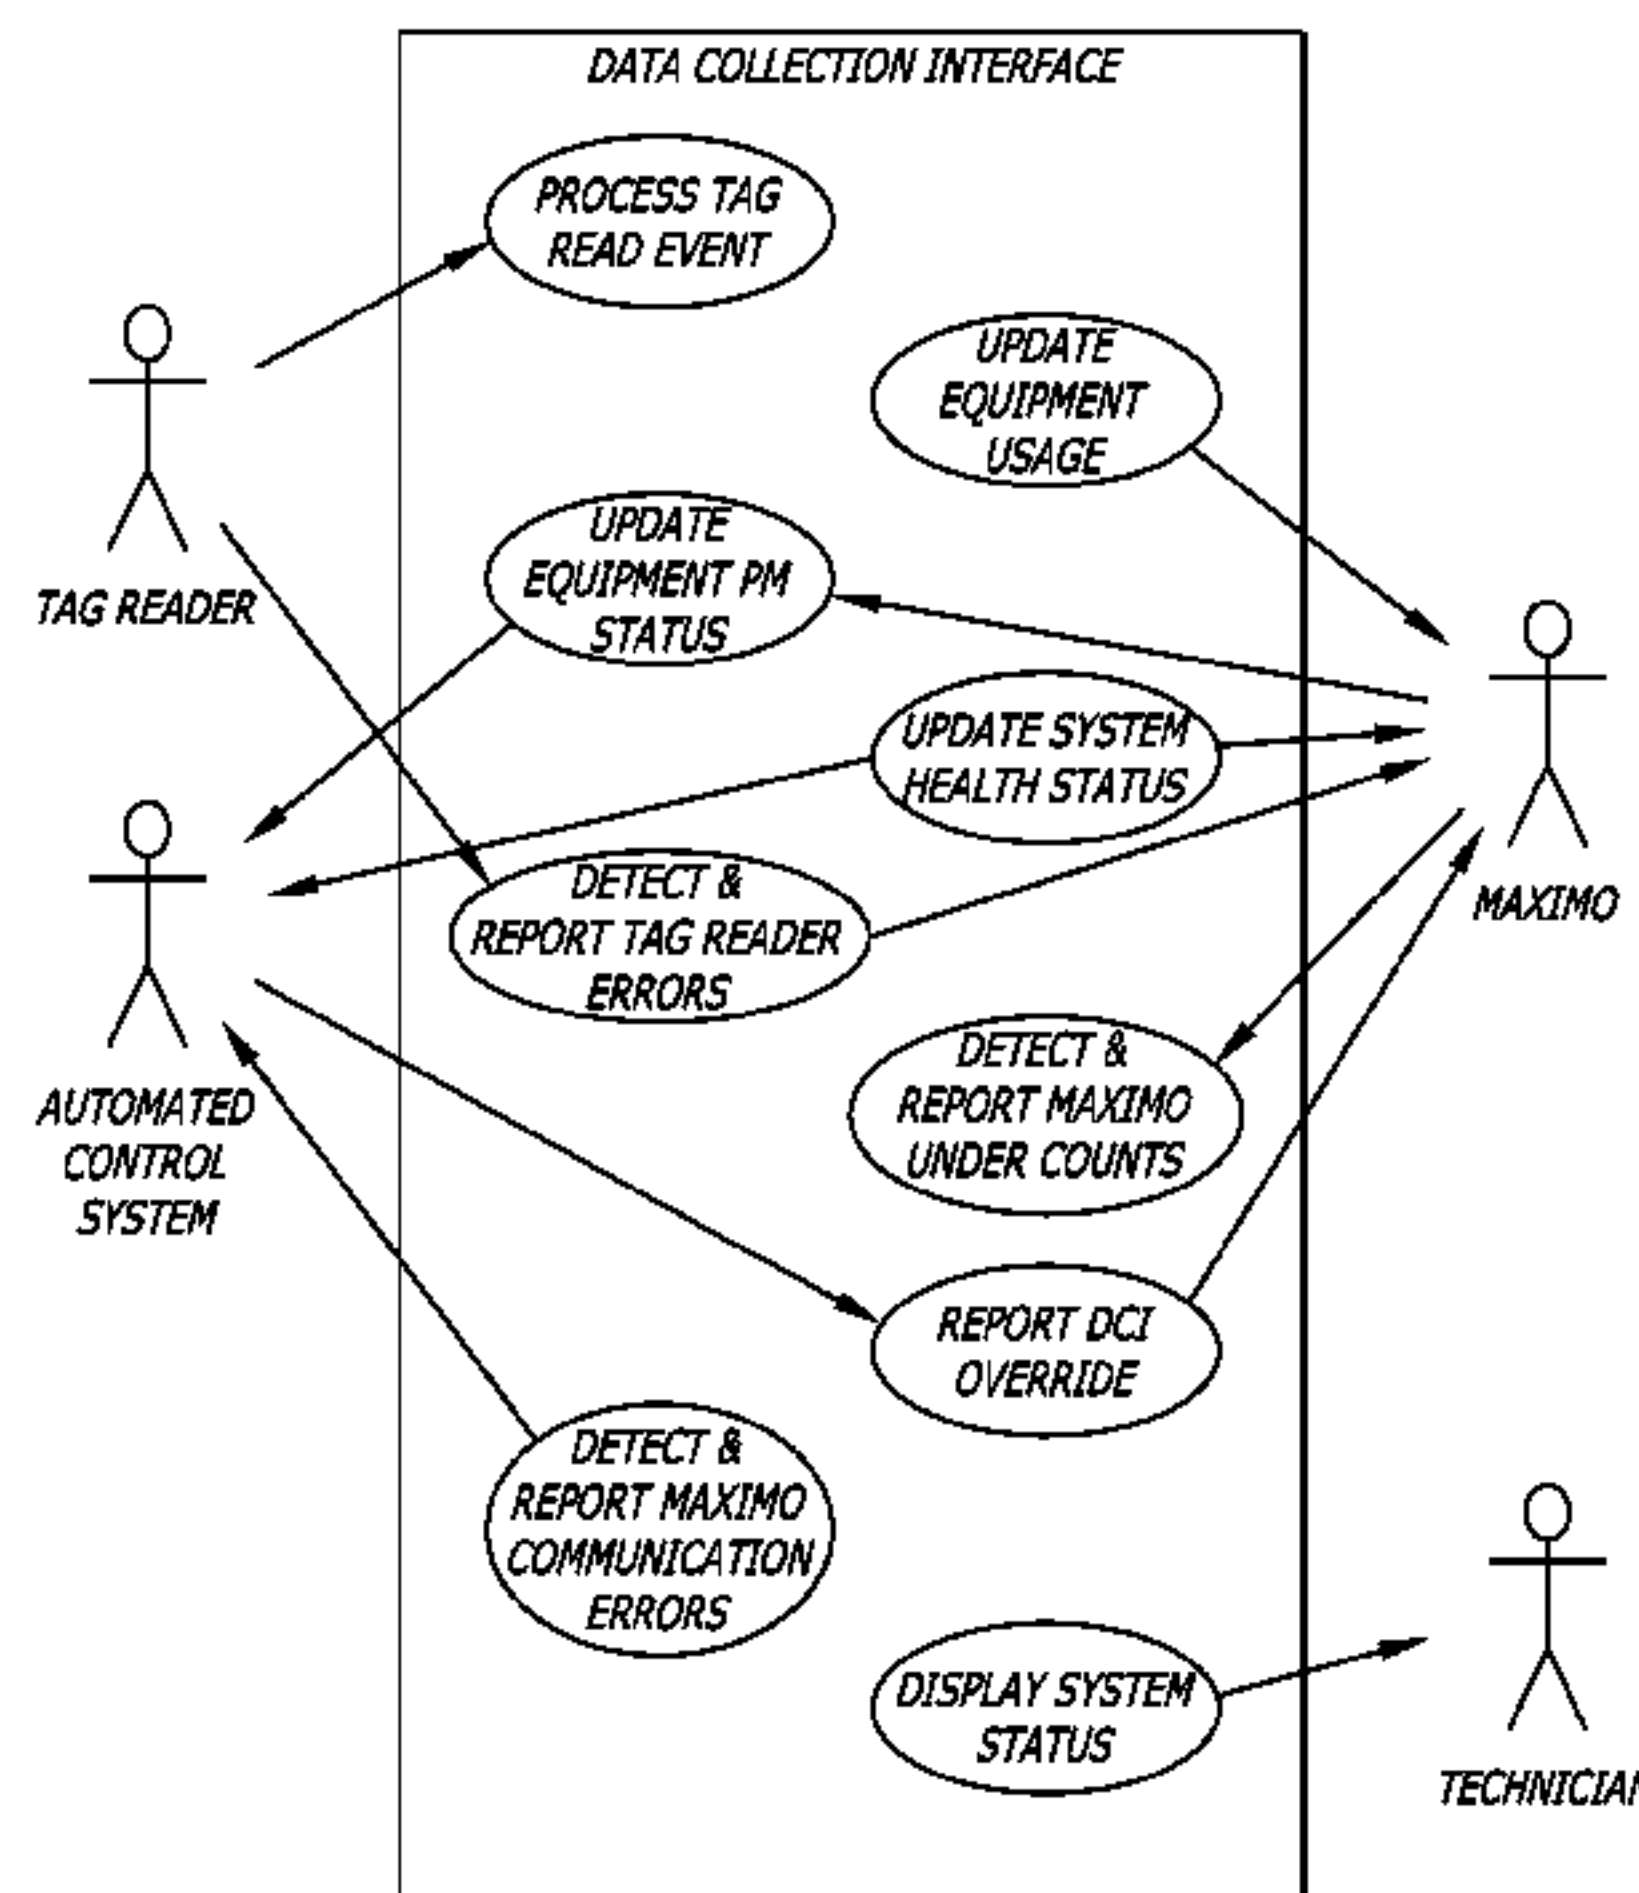 DATA COLLECTION INTERFACE
PROCESS TAG
READ EVENT
UPDATE
EQUIPMENT
USAGE
UPDATE
EQUIPMENT PM
STATUS
TAG READER
UPDATE SYSTEM
HEALTH STATUS
DETECT &
REPORT TAG READER
ERRORS
MAXIMO
DETECT &
REPORT MAXIMO
UNDER COUNTS
AUTOMATED
CONTROL
SYSTEM
REPORT DCI
OVERRIDE
DETECT &
REPORT MAXIMO
COMMUNICATION
ERRORS
DISPLAY SYSTEM
STATUS
TECHNICIAN